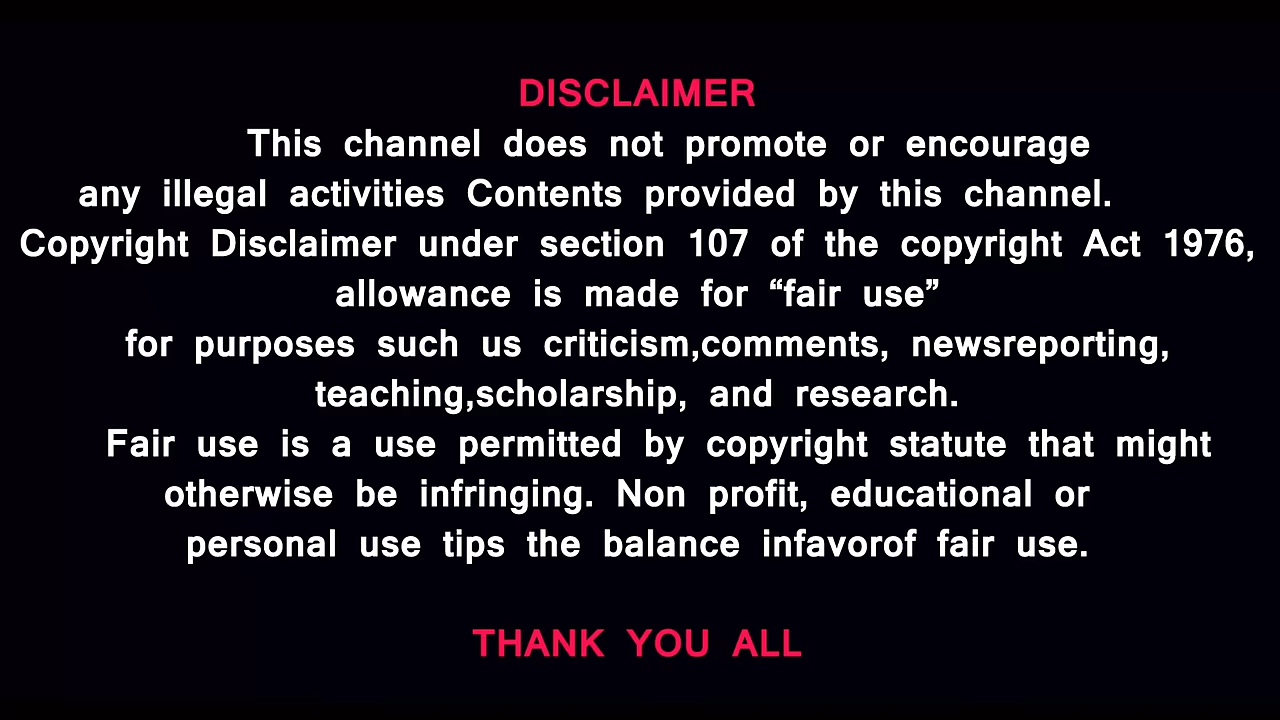 DISCLAIMER
This channel does not promote or encourage
any illegal activities Contents provided by this channel.
Copyright Disclaimer under section 107 of the copyright Act 1976,
allowance is made for “fair use”
for purposes such us criticism,comments, newsreporting,
teaching,scholarship, and research.
Fair use is a use permitted by copyright statute that might
otherwise be infringing. Non profit, educational or
personal use tips the balance infavorof fair use.
THANK YOU ALL